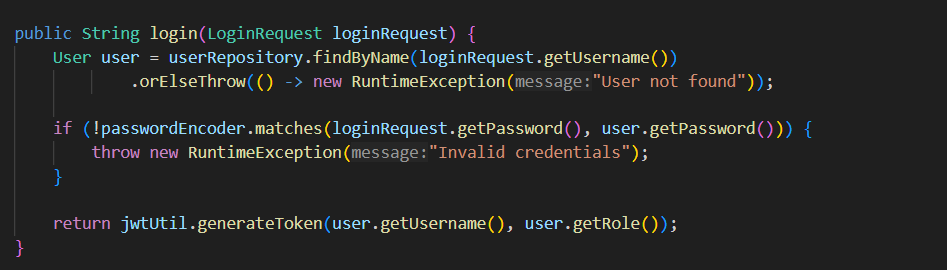 public String login(LoginRequest loginRequest) {
    User user = userRepository.findByName(loginRequest.getUsername())
            .orElseThrow(() -> new RuntimeException(message:"User not found"));

    if (!passwordEncoder.matches(loginRequest.getPassword(), user.getPassword())) {
        throw new RuntimeException(message:"Invalid credentials");
    }

    return jwtUtil.generateToken(user.getUsername(), user.getRole());
}